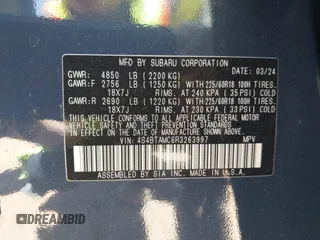 MFD BY SUBARU CORPORATION 03/24
GVWR: 4850 LB (2200 KG)
GAWR:F 2756 LB (1250 KG) WITH 225/60R18 100H TIRES,
18X7J RIMS, AT 240 KPA (35 PSI) COLD
GAWR:R 2690 LB (1220 KG) WITH 225/60R18 100H TIRES,
18X7J RIMS, AT 230 KPA (33 PSI) COLD
THIS VEHICLE CONFORMS TO ALL APPLICABLE
FEDERAL MOTOR VEHICLE SAFETY, BUMPER,
AND THEFT PREVENTION STANDARDS IN EFFECT
ON THE DATE OF MANUFACTURE SHOWN ABOVE.
VIN: 4S4BTAMC6R3263997 MPV
ASSEMBLED BY SIA INC. MADE IN U.S.A.
DREAMBID